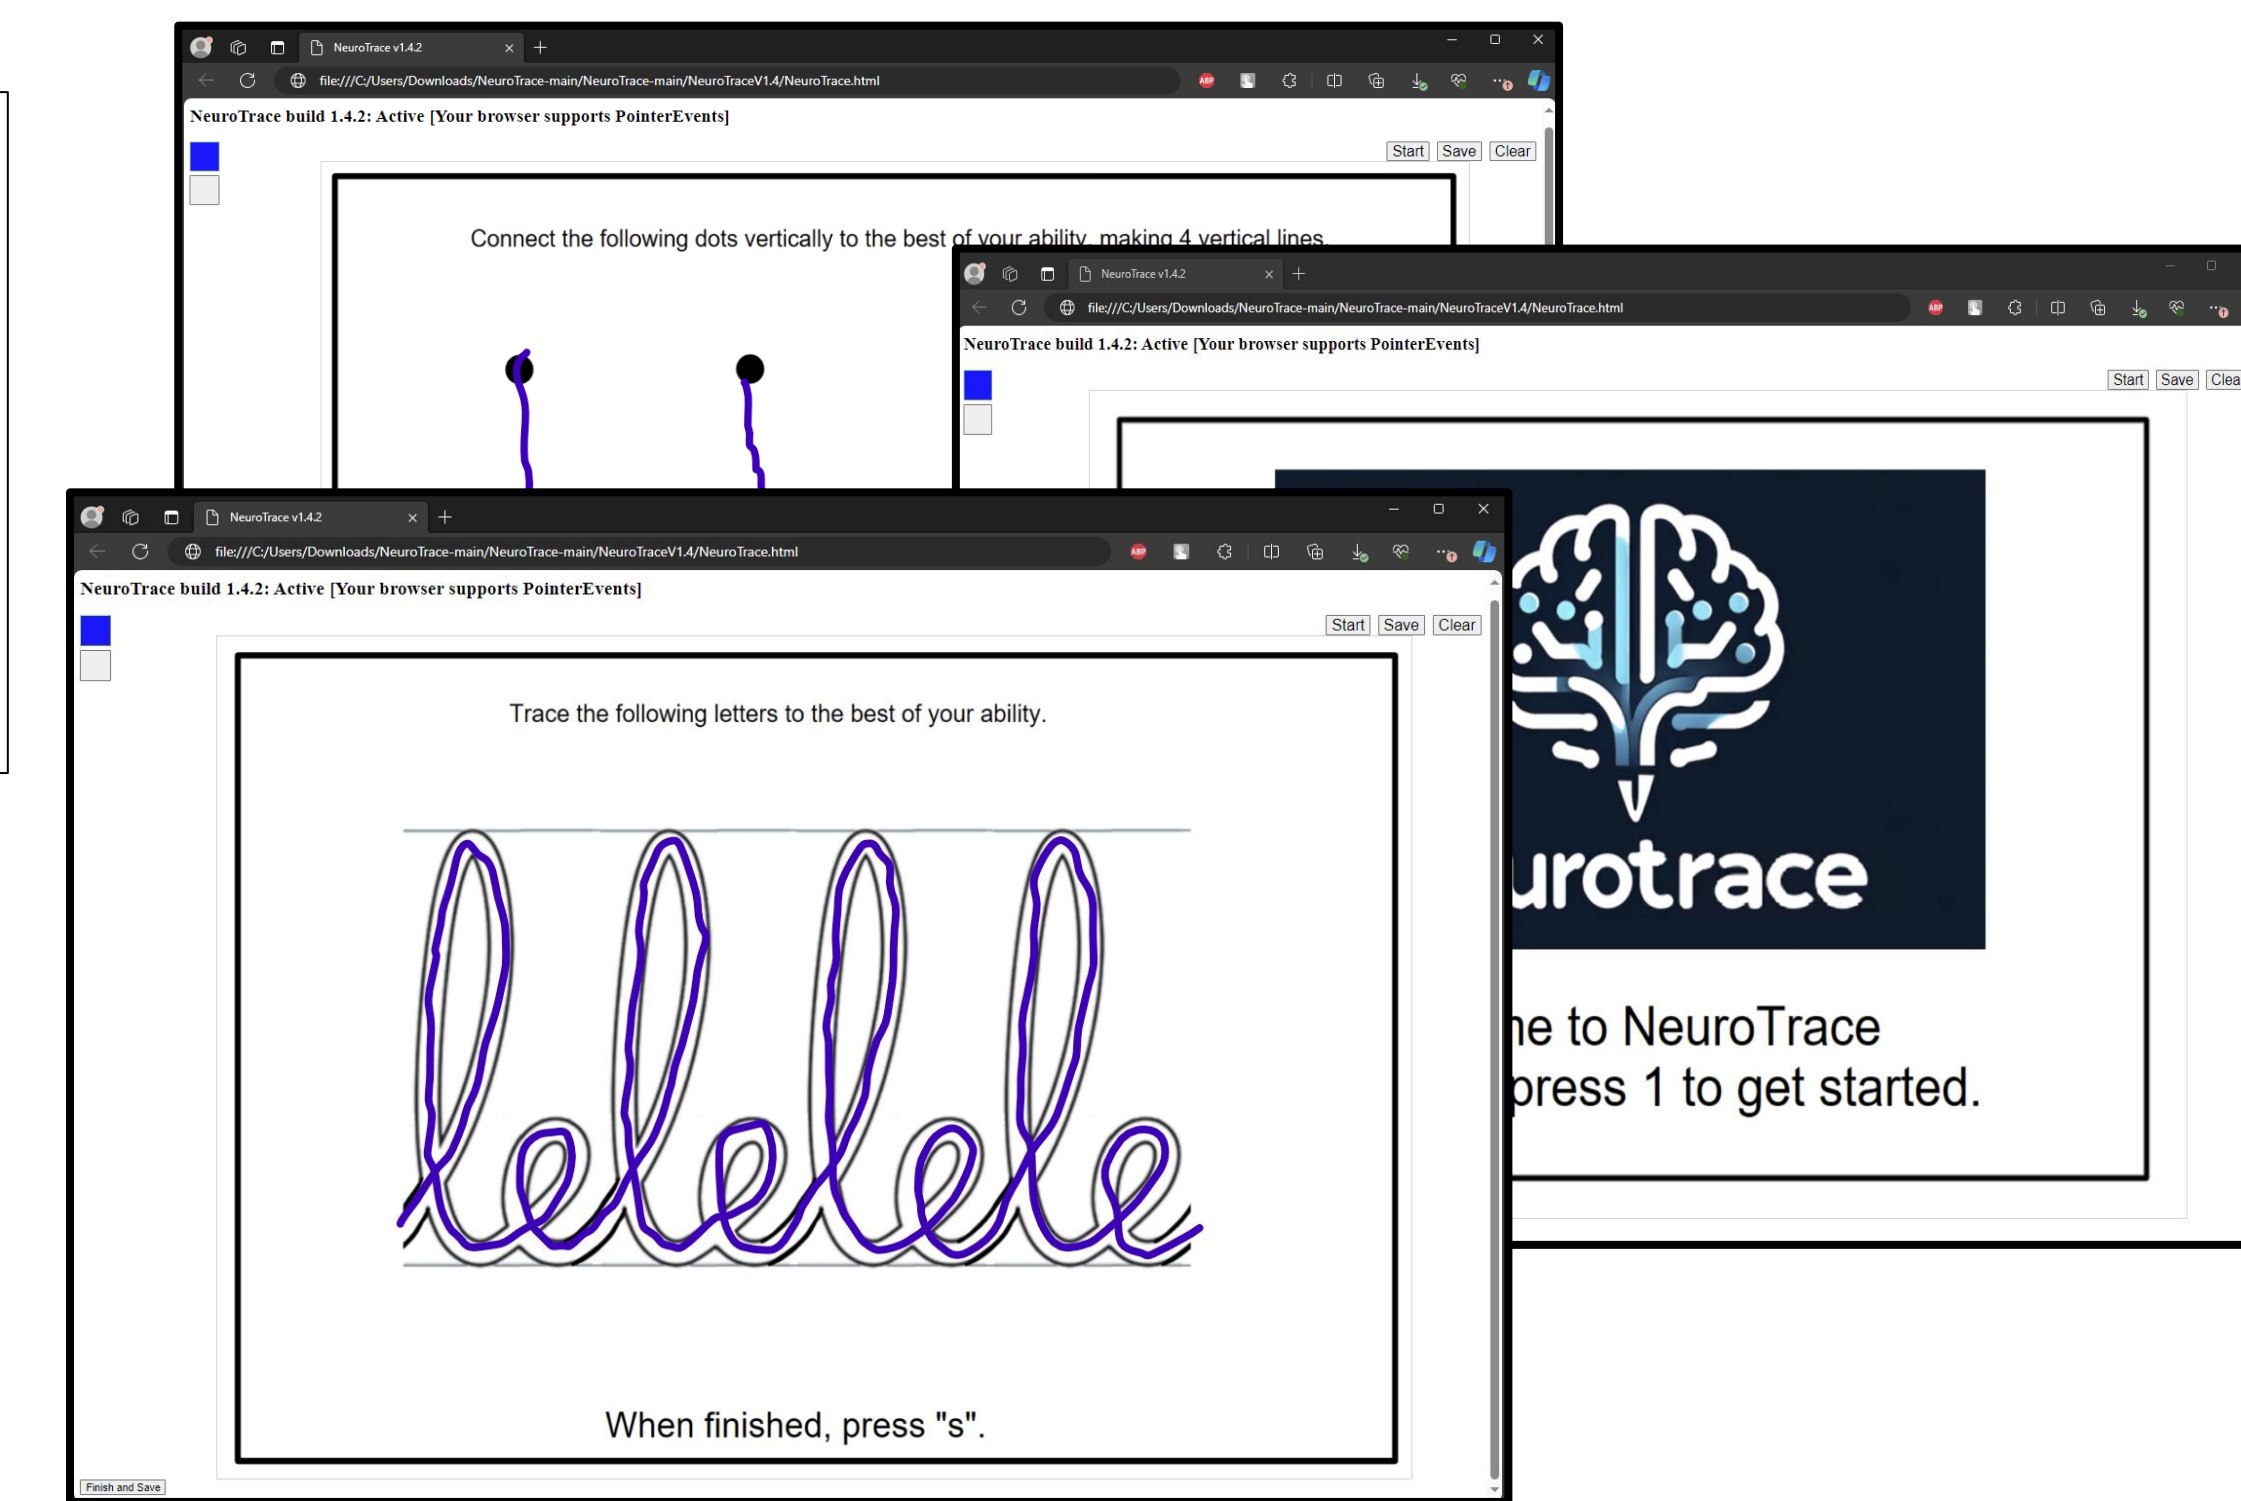 NeuroTrace v1.4.2
file:///C:/Users/Downloads/NeuroTrace-main/NeuroTrace-main/NeuroTraceV1.4/NeuroTrace.html
ABP
NeuroTrace build 1.4.2: Active [Your browser supports PointerEvents]
Start Save Clear
Connect the following dots vertically to the best of your ability, making 4 vertical lines.
NeuroTrace v1.4.2
file:///C:/Users/Downloads/NeuroTrace-main/NeuroTrace-main/NeuroTraceV1.4/NeuroTrace.html
ABP
NeuroTrace build 1.4.2: Active [Your browser supports PointerEvents]
Start Save Clea
urotrace
ne to NeuroTrace
press 1 to get started.
NeuroTrace v1.4.2
file:///C:/Users/Downloads/NeuroTrace-main/NeuroTrace-main/NeuroTraceV1.4/NeuroTrace.html
ABP
NeuroTrace build 1.4.2: Active [Your browser supports PointerEvents]
Start Save Clear
Trace the following letters to the best of your ability.
lelelele
When finished, press "s".
Finish and Save